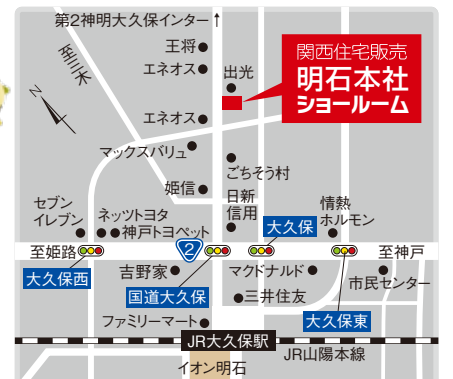 第2神明大久保インター↑
至三木
王将
エネオス
出光
関西住宅販売
明石本社
ショールーム
N
エネオス
マックスバリュ
ごちそう村
姫信
日新
信用
セブン
イレブン
ネッツトヨタ
神戸トヨペット
大久保
情熱
ホルモン
至姫路
2
至神戸
大久保西
吉野家
国道大久保
マクドナルド
市民センター
三井住友
大久保東
ファミリーマート
JR大久保駅
JR山陽本線
イオン明石